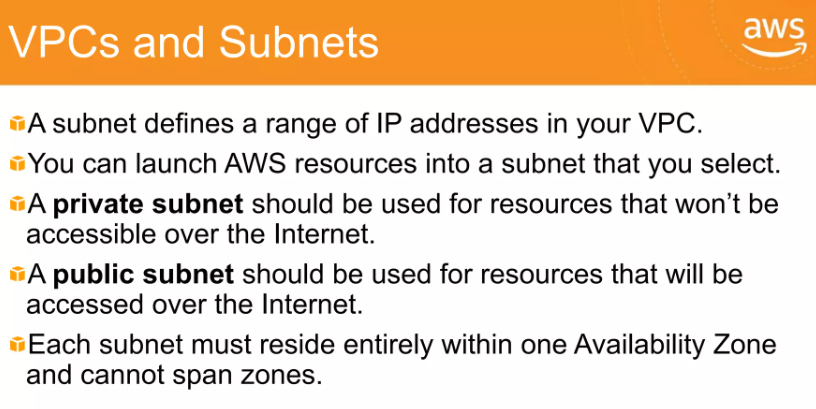 VPCs and Subnets
aws
A subnet defines a range of IP addresses in your VPC.
You can launch AWS resources into a subnet that you select.
A private subnet should be used for resources that won’t be
accessible over the Internet.
A public subnet should be used for resources that will be
accessed over the Internet.
Each subnet must reside entirely within one Availability Zone
and cannot span zones.